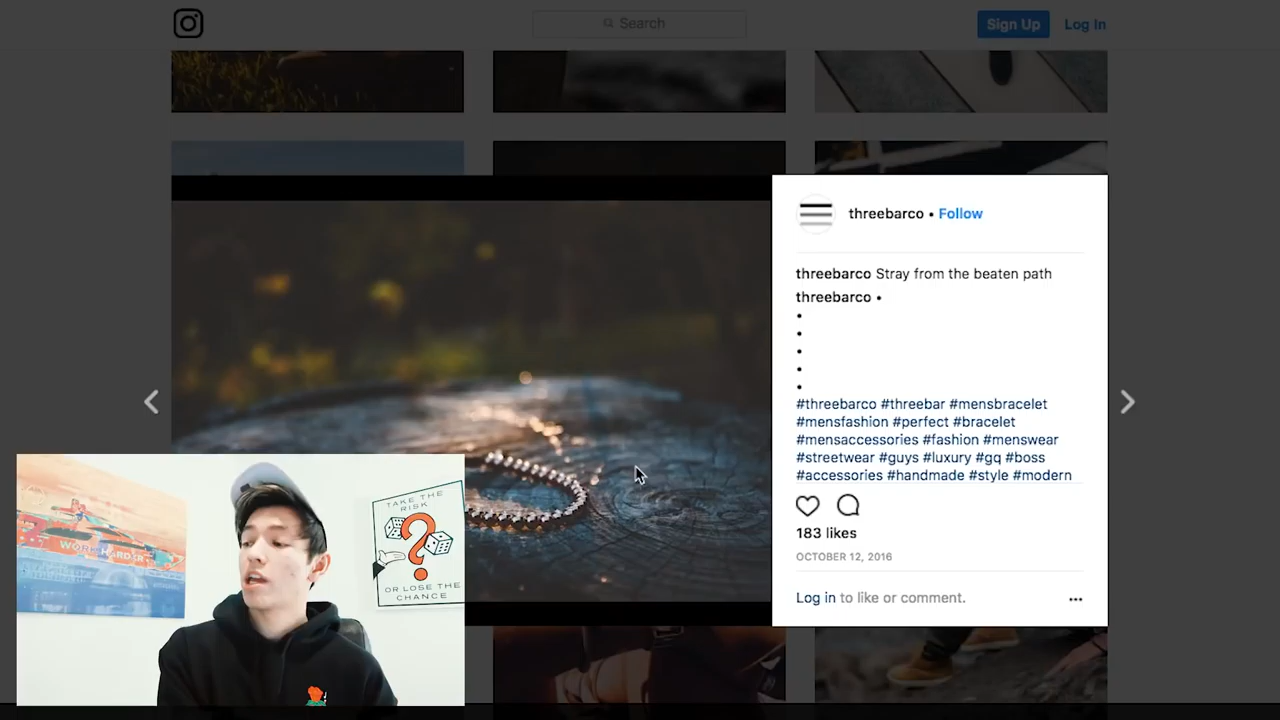 Search
Sign Up
Log In
threebarco • Follow
threebarco Stray from the beaten path
threebarco •
•
•
•
•
•
#threebarco #threebar #mensbracelet
#mensfashion #perfect #bracelet
#mensaccessories #fashion #menswear
#streetwear #guys #luxury #gq #boss
#accessories #handmade #style #modern
183 likes
OCTOBER 12, 2016
Log in to like or comment.
WORK HARDER
TAKE THE
RISK
OR LOSE THE
CHANCE